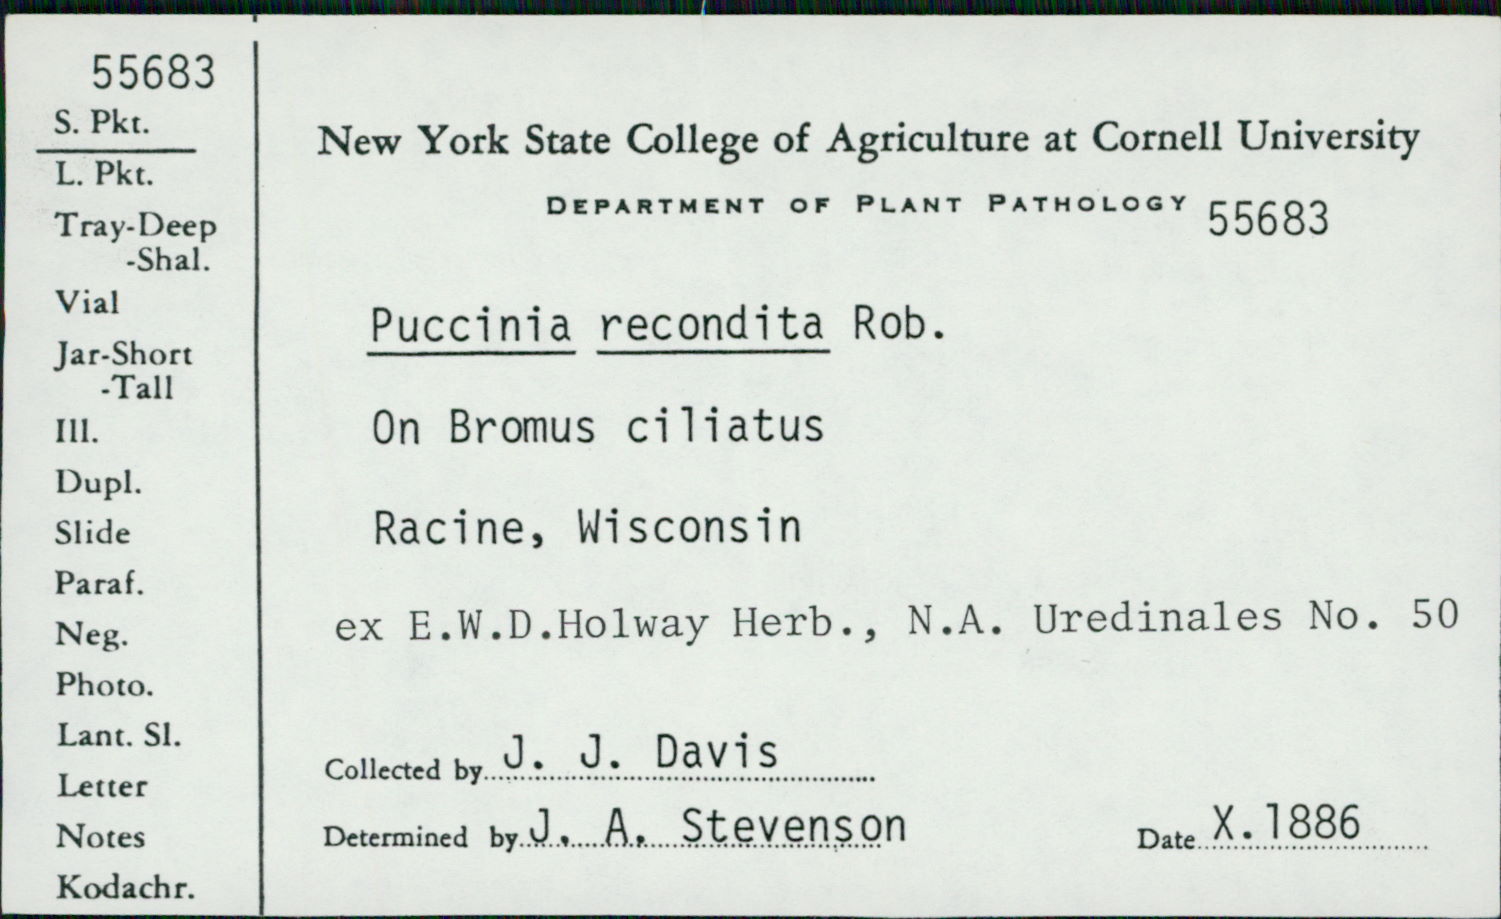 55683
S. Pkt.
L. Pkt.
Tray-Deep
-Shal.
Vial
Jar-Short
-Tall
Ill.
Dupl.
Slide
Paraf.
Neg.
Photo.
Lant. Sl.
Letter
Notes
Kodachr.
New York State College of Agriculture at Cornell University
DEPARTMENT OF PLANT PATHOLOGY 55683
Puccinia recondita Rob.
On Bromus ciliatus
Racine, Wisconsin
ex E.W.D.Holway Herb., N.A. Uredinales No. 50
Collected by J. J. Davis
Determined by J. A. Stevenson Date X.1886